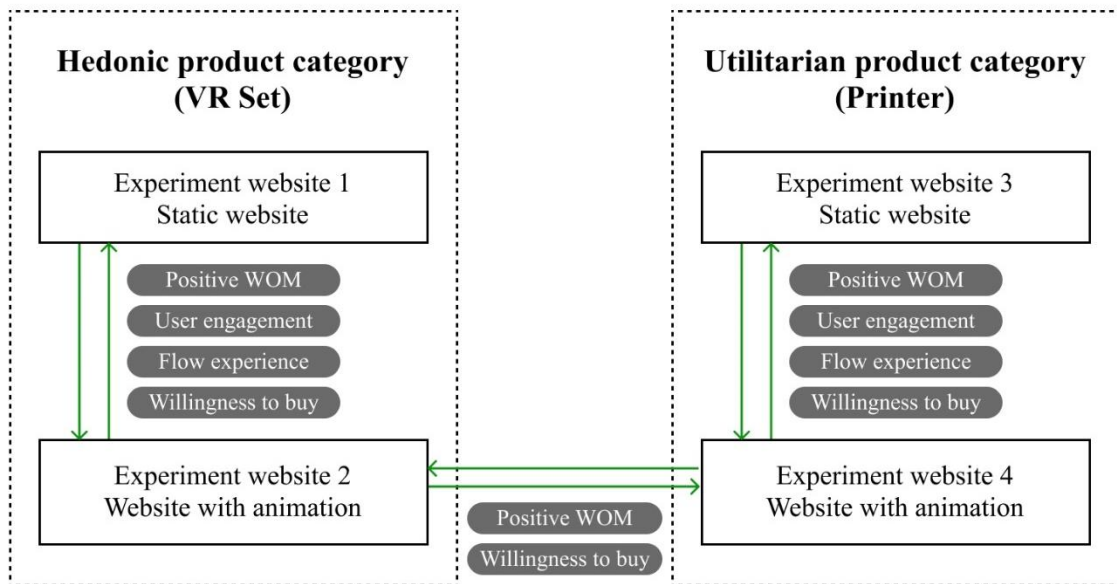 Hedonic product category
(VR Set)
Experiment website 1
Static website
Positive WOM
User engagement
Flow experience
Willingness to buy
Experiment website 2
Website with animation
Positive WOM
Willingness to buy
Utilitarian product category
(Printer)
Experiment website 3
Static website
Positive WOM
User engagement
Flow experience
Willingness to buy
Experiment website 4
Website with animation